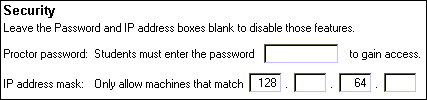 Security
Leave the Password and IP address boxes blank to disable those features.
Proctor password: Students must enter the password to gain access.
IP address mask: Only allow machines that match 128 . . 64 .